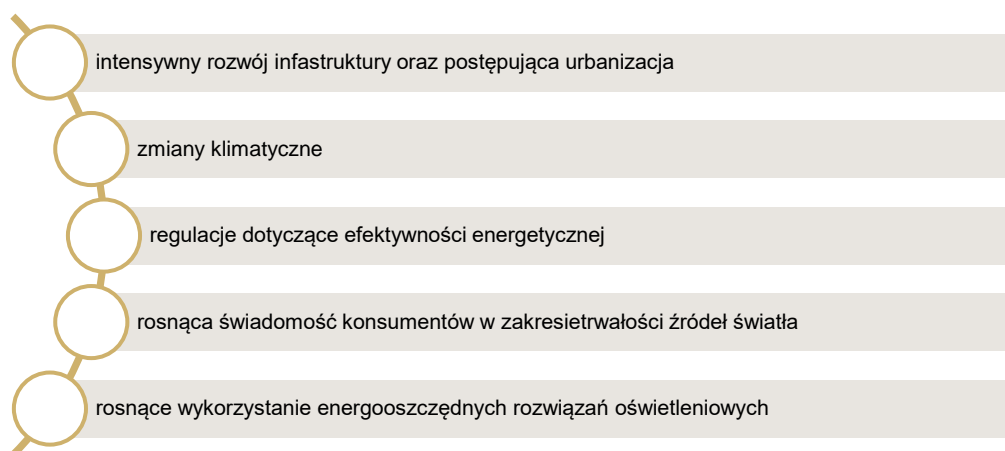 intensywny rozwój infastruktury oraz postępująca urbanizacja
zmiany klimatyczne
regulacje dotyczące efektywności energetycznej
rosnąca świadomość konsumentów w zakresietrwałości źródeł światła
rosnące wykorzystanie energooszczędnych rozwiązań oświetleniowych